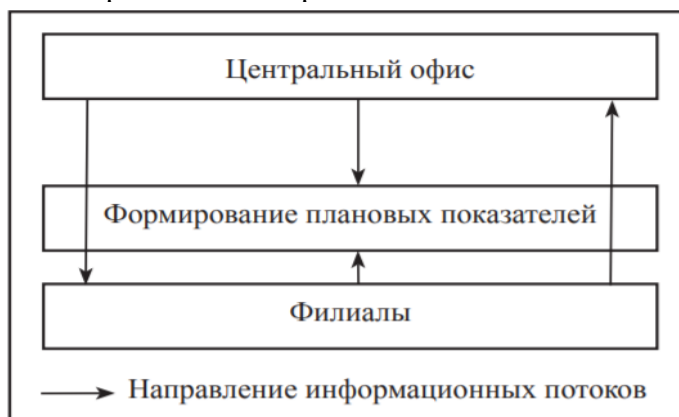 Центральный офис
Формирование плановых показателей
Филиалы
Направление информационных потоков